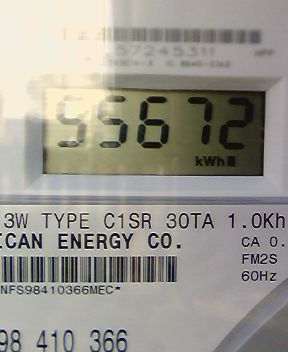 57245311
55672
kWh
3W TYPE C1SR 30TA 1.0Kh
ICAN ENERGY CO.
CA 0.
FM2S
NFS98410366MEC*
60Hz
98 410 366